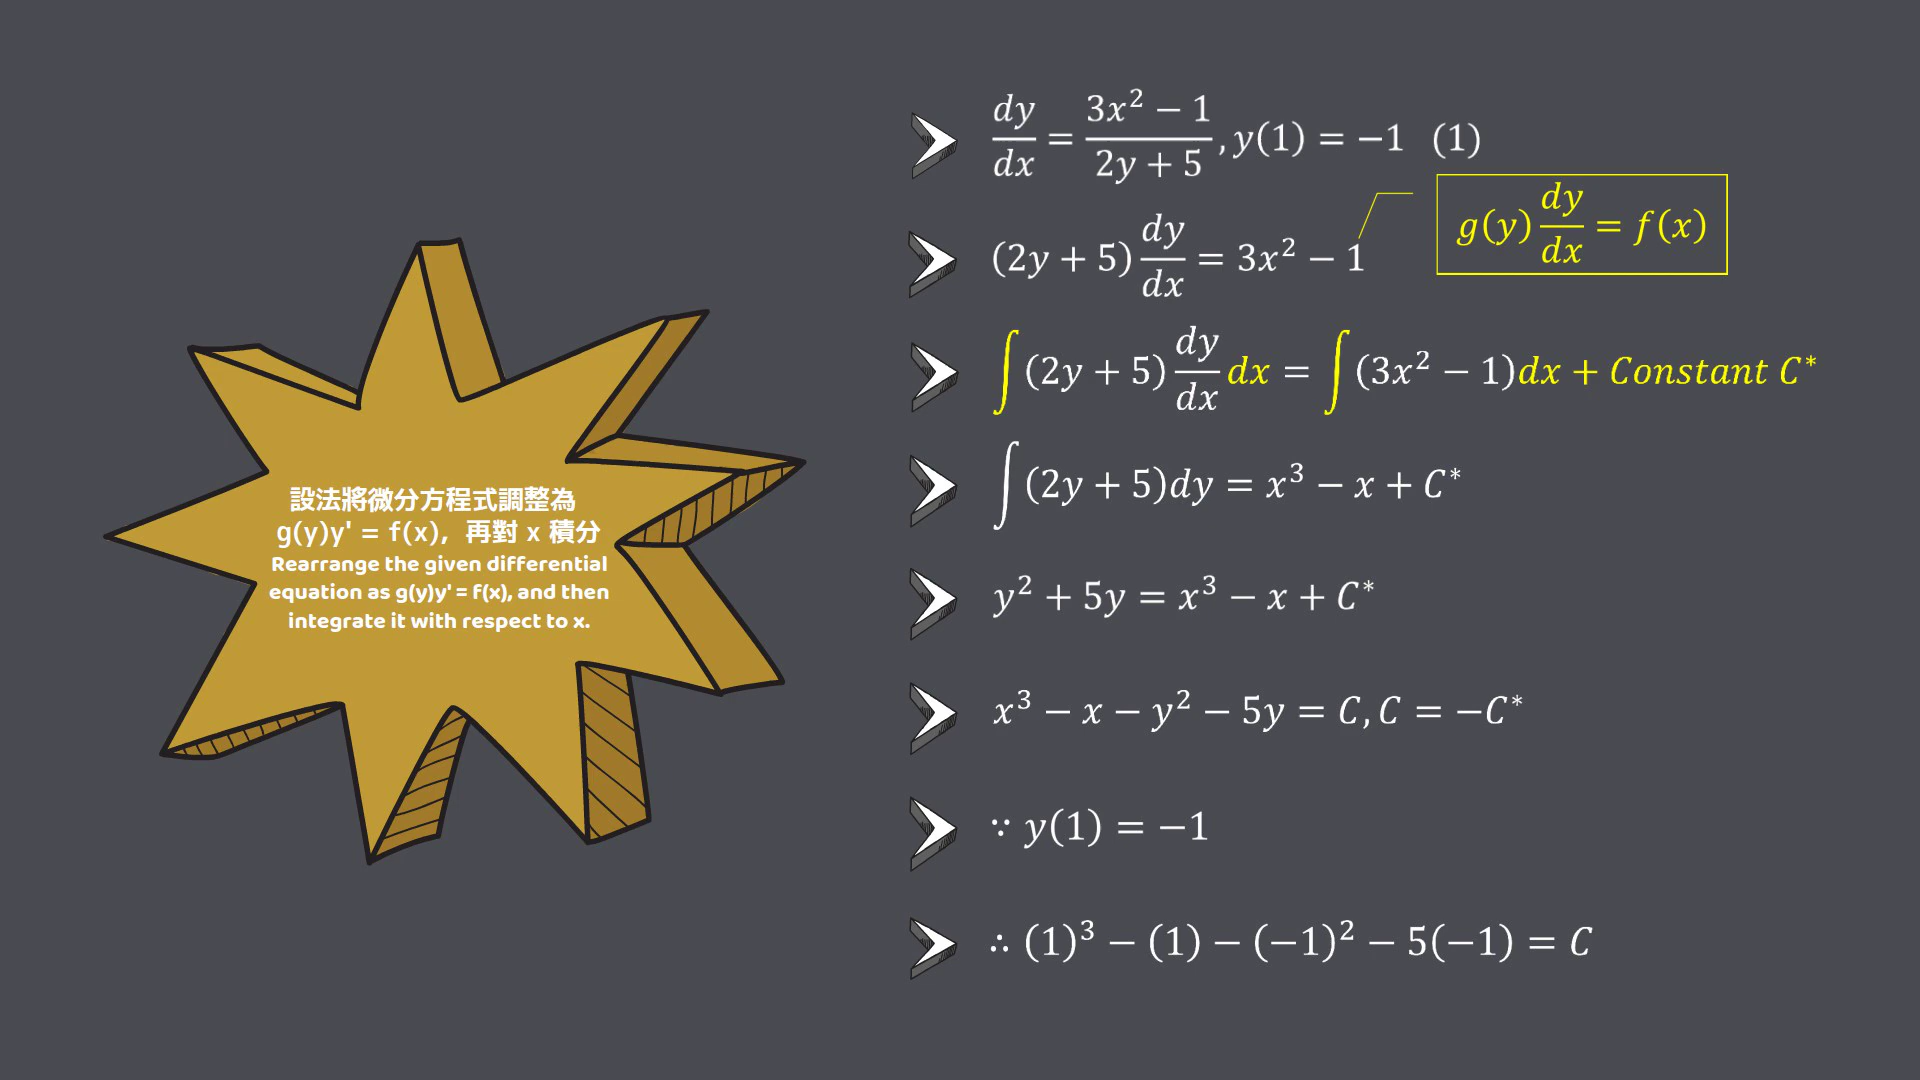 設法將微分方程式調整為
g(y)y' = f(x)，再對 x 積分
Rearrange the given differential
equation as g(y)y' = f(x), and then
integrate it with respect to x.
dy/dx = (3x² − 1)/(2y + 5), y(1) = −1 (1)
g(y) dy/dx = f(x)
(2y + 5) dy/dx = 3x² − 1
∫(2y + 5) dy/dx dx = ∫(3x² − 1)dx + Constant C*
∫(2y + 5)dy = x³ − x + C*
y² + 5y = x³ − x + C*
x³ − x − y² − 5y = C, C = −C*
∵ y(1) = −1
∴ (1)³ − (1) − (−1)² − 5(−1) = C